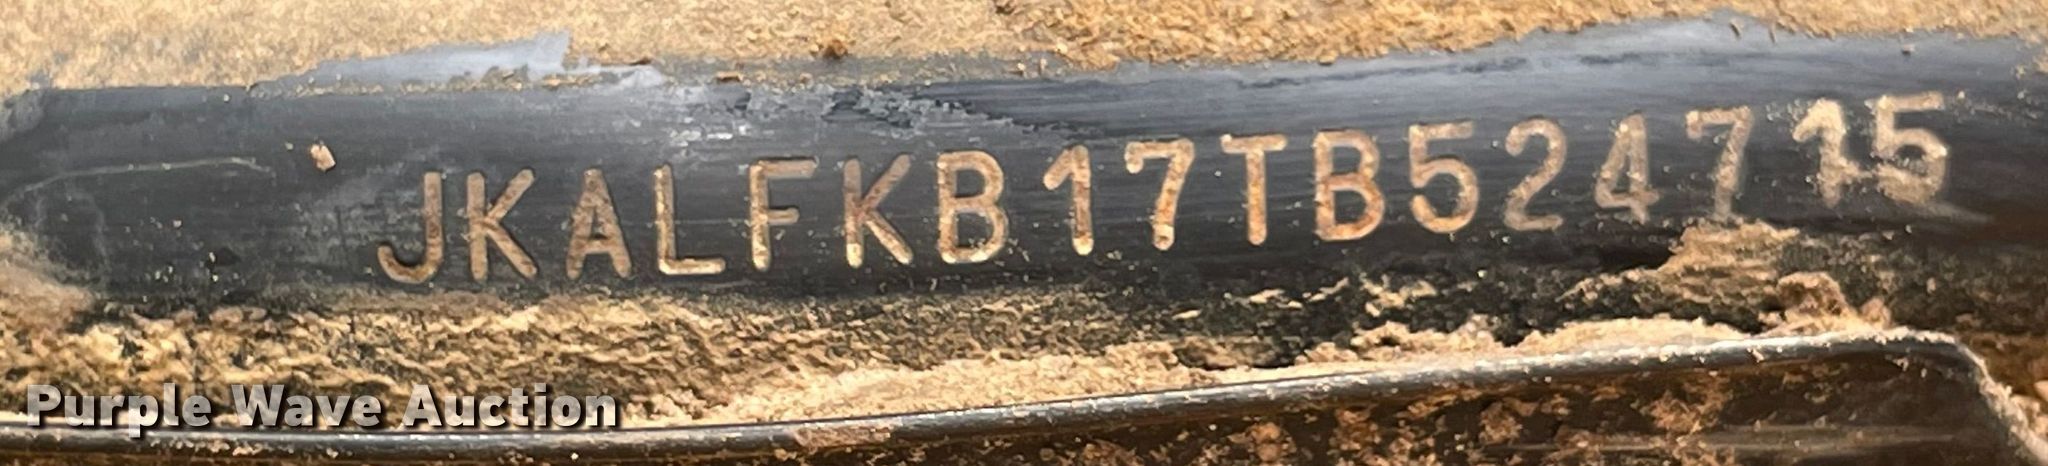 JKALFKB17TB524715
Purple Wave Auction